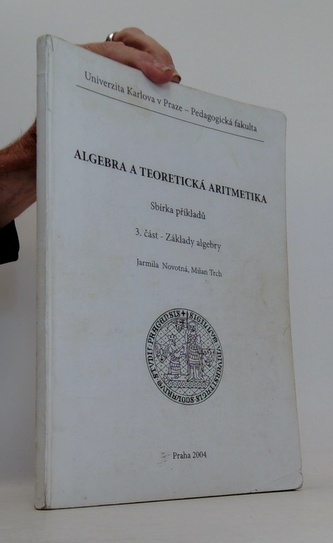 Univerzita Karlova v Praze – Pedagogická fakulta
ALGEBRA A TEORETICKÁ ARITMETIKA
Sbírka příkladů
3. část - Základy algebry
Jarmila Novotná, Milan Trch
Praha 2004